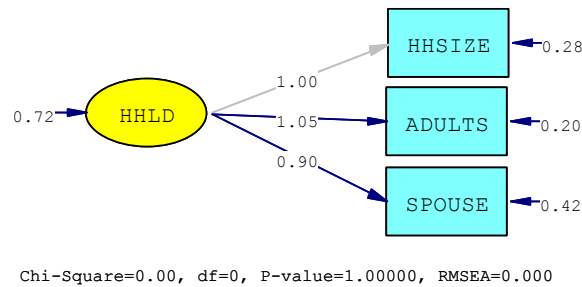 HHSIZE
0.28
1.00
0.72
HHLD
1.05
ADULTS
0.20
0.90
SPOUSE
0.42
Chi-Square=0.00, df=0, P-value=1.00000, RMSEA=0.000